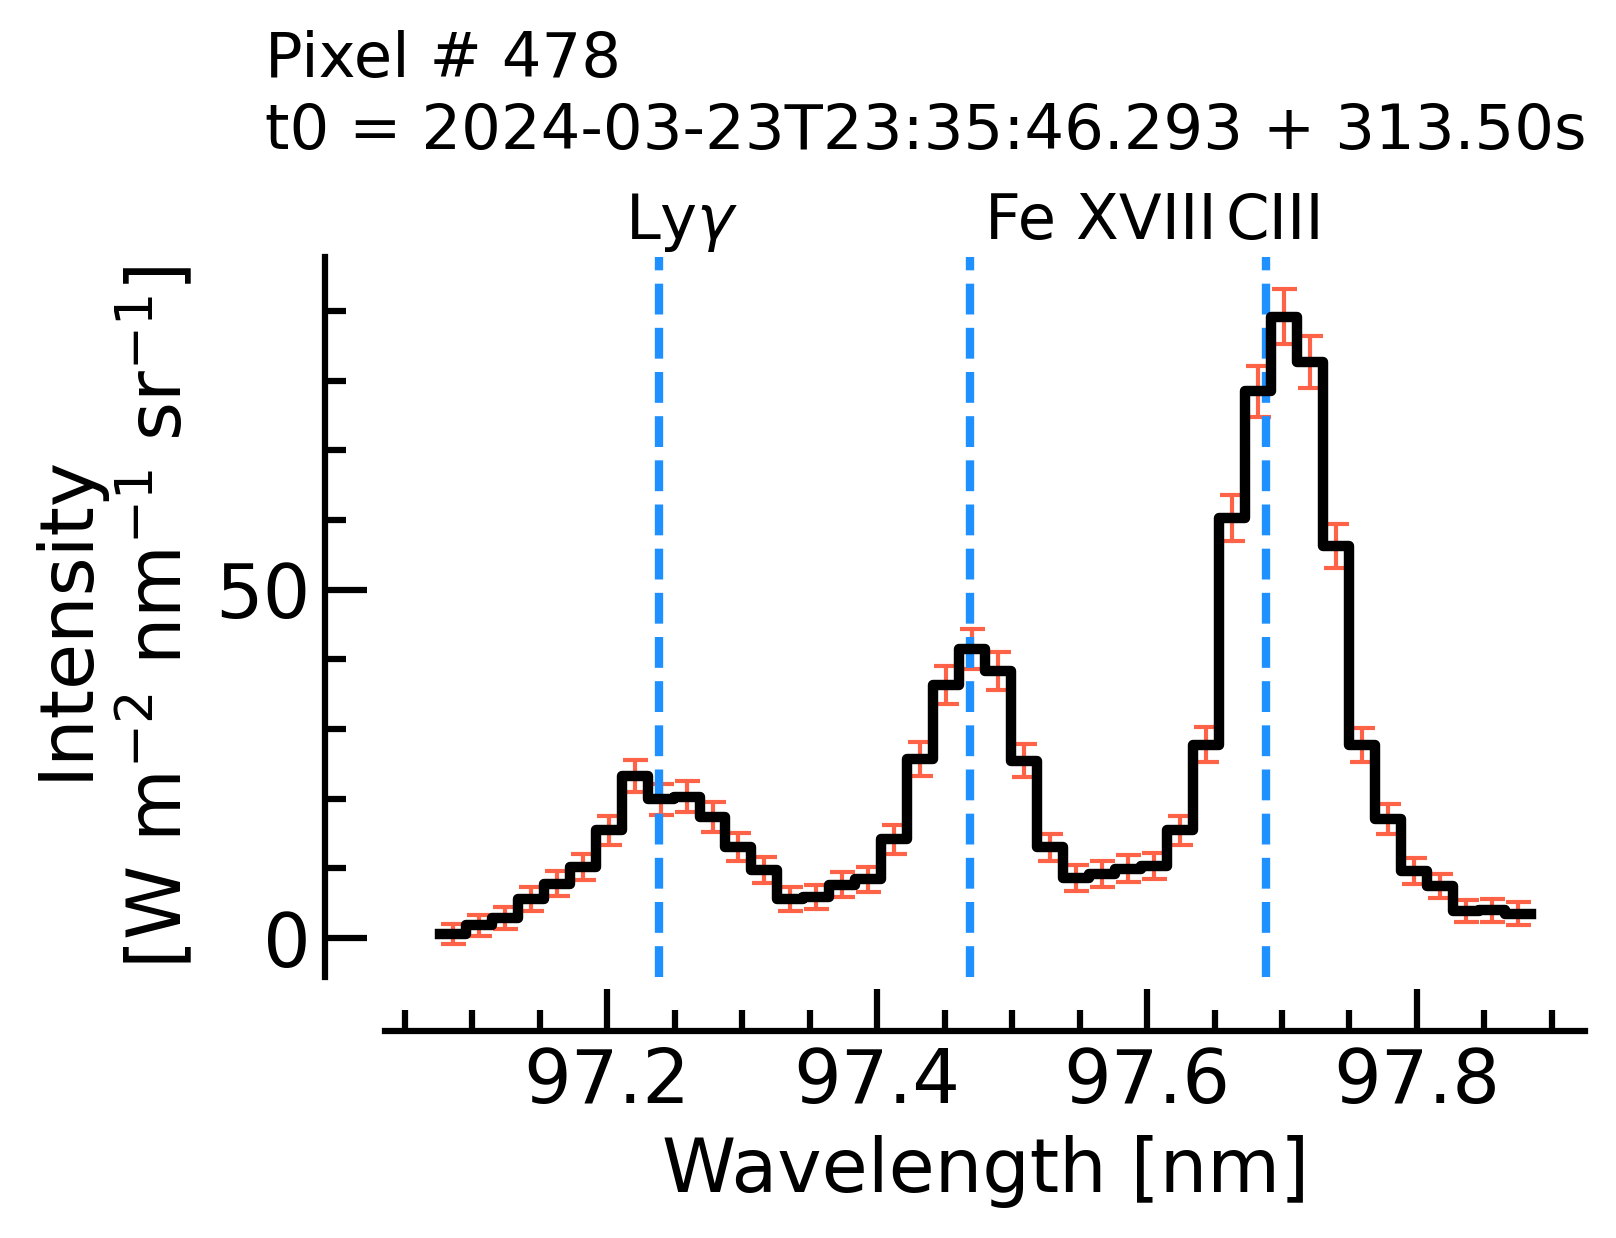 Pixel # 478
t0 = 2024-03-23T23:35:46.293 + 313.50s
Lyγ Fe XVIII CIII
Intensity
[W m⁻² nm⁻¹ sr⁻¹]
50
0
97.2 97.4 97.6 97.8
Wavelength [nm]